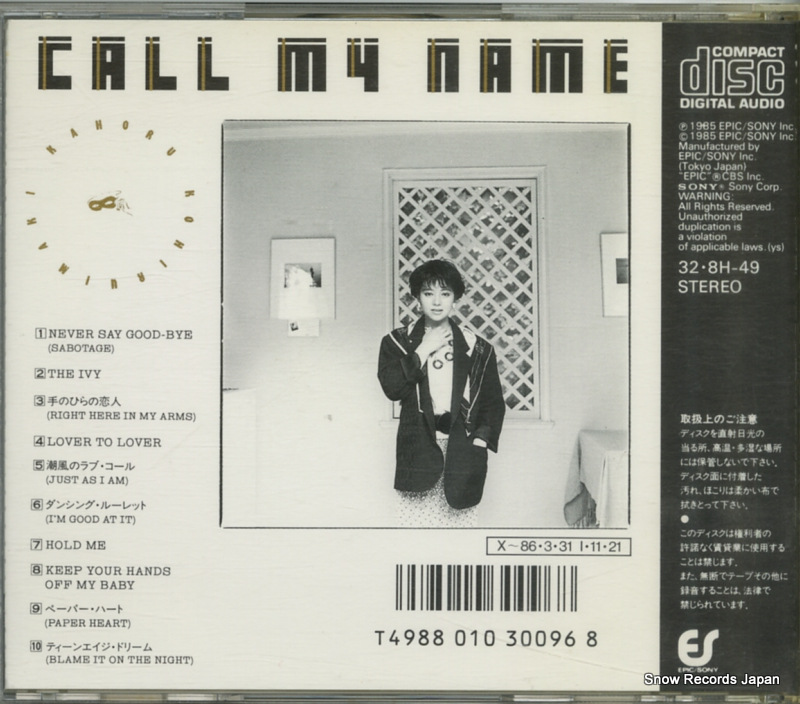 CALL MY NAME
KAHORU KOHIRUIMAKI
1 NEVER SAY GOOD-BYE
(SABOTAGE)
2 THE IVY
3 手のひらの恋人
(RIGHT HERE IN MY ARMS)
4 LOVER TO LOVER
5 潮風のラブ・コール
(JUST AS I AM)
6 ダンシング・ルーレット
(I'M GOOD AT IT)
7 HOLD ME
8 KEEP YOUR HANDS
OFF MY BABY
9 ペーパー・ハート
(PAPER HEART)
10 ティーンエイジ・ドリーム
(BLAME IT ON THE NIGHT)
X〜86・3・31 I・11・21
T4988 010 30096 8
COMPACT
disc
DIGITAL AUDIO
Ⓟ 1985 EPIC/SONY Inc.
© 1985 EPIC/SONY Inc.
Manufactured by
EPIC/SONY Inc.
(Tokyo Japan)
"EPIC"® CBS Inc.
SONY® Sony Corp.
WARNING:
All Rights Reserved.
Unauthorized
duplication is
a violation
of applicable laws. (ys)
32・8H-49
STEREO
取扱上のご注意
ディスクを直射日光の
当る所、高温・多湿な場所
には保管しないで下さい。
ディスク面に付着した
汚れ、ほこりは柔かい布で
拭きとって下さい。
●
このディスクは権利者の
許諾なく賃貸業に使用する
ことは禁じます。
また、無断でテープその他に
録音することは、法律で
禁じられています。
ES
EPIC/SONY
Snow Records Japan